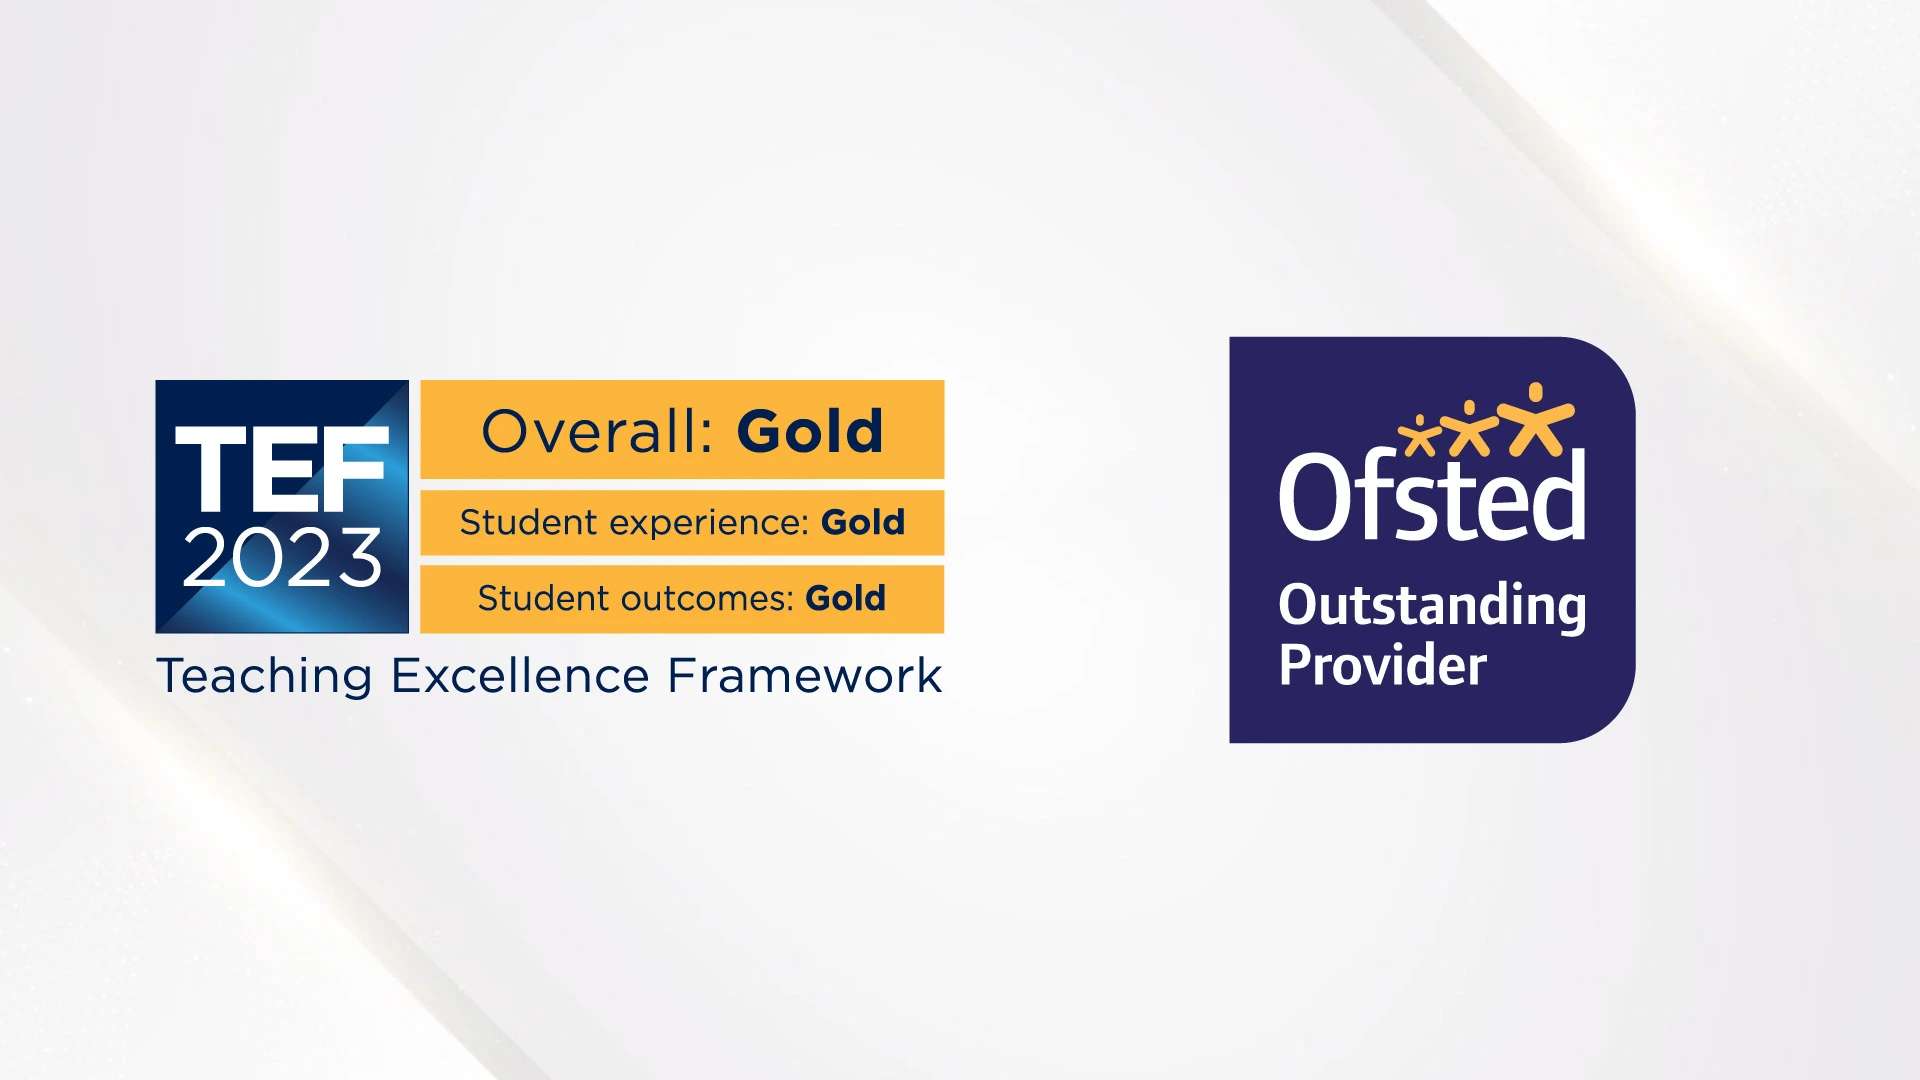 TEF
2023
Overall: Gold
Student experience: Gold
Student outcomes: Gold
Teaching Excellence Framework
Ofsted
Outstanding
Provider